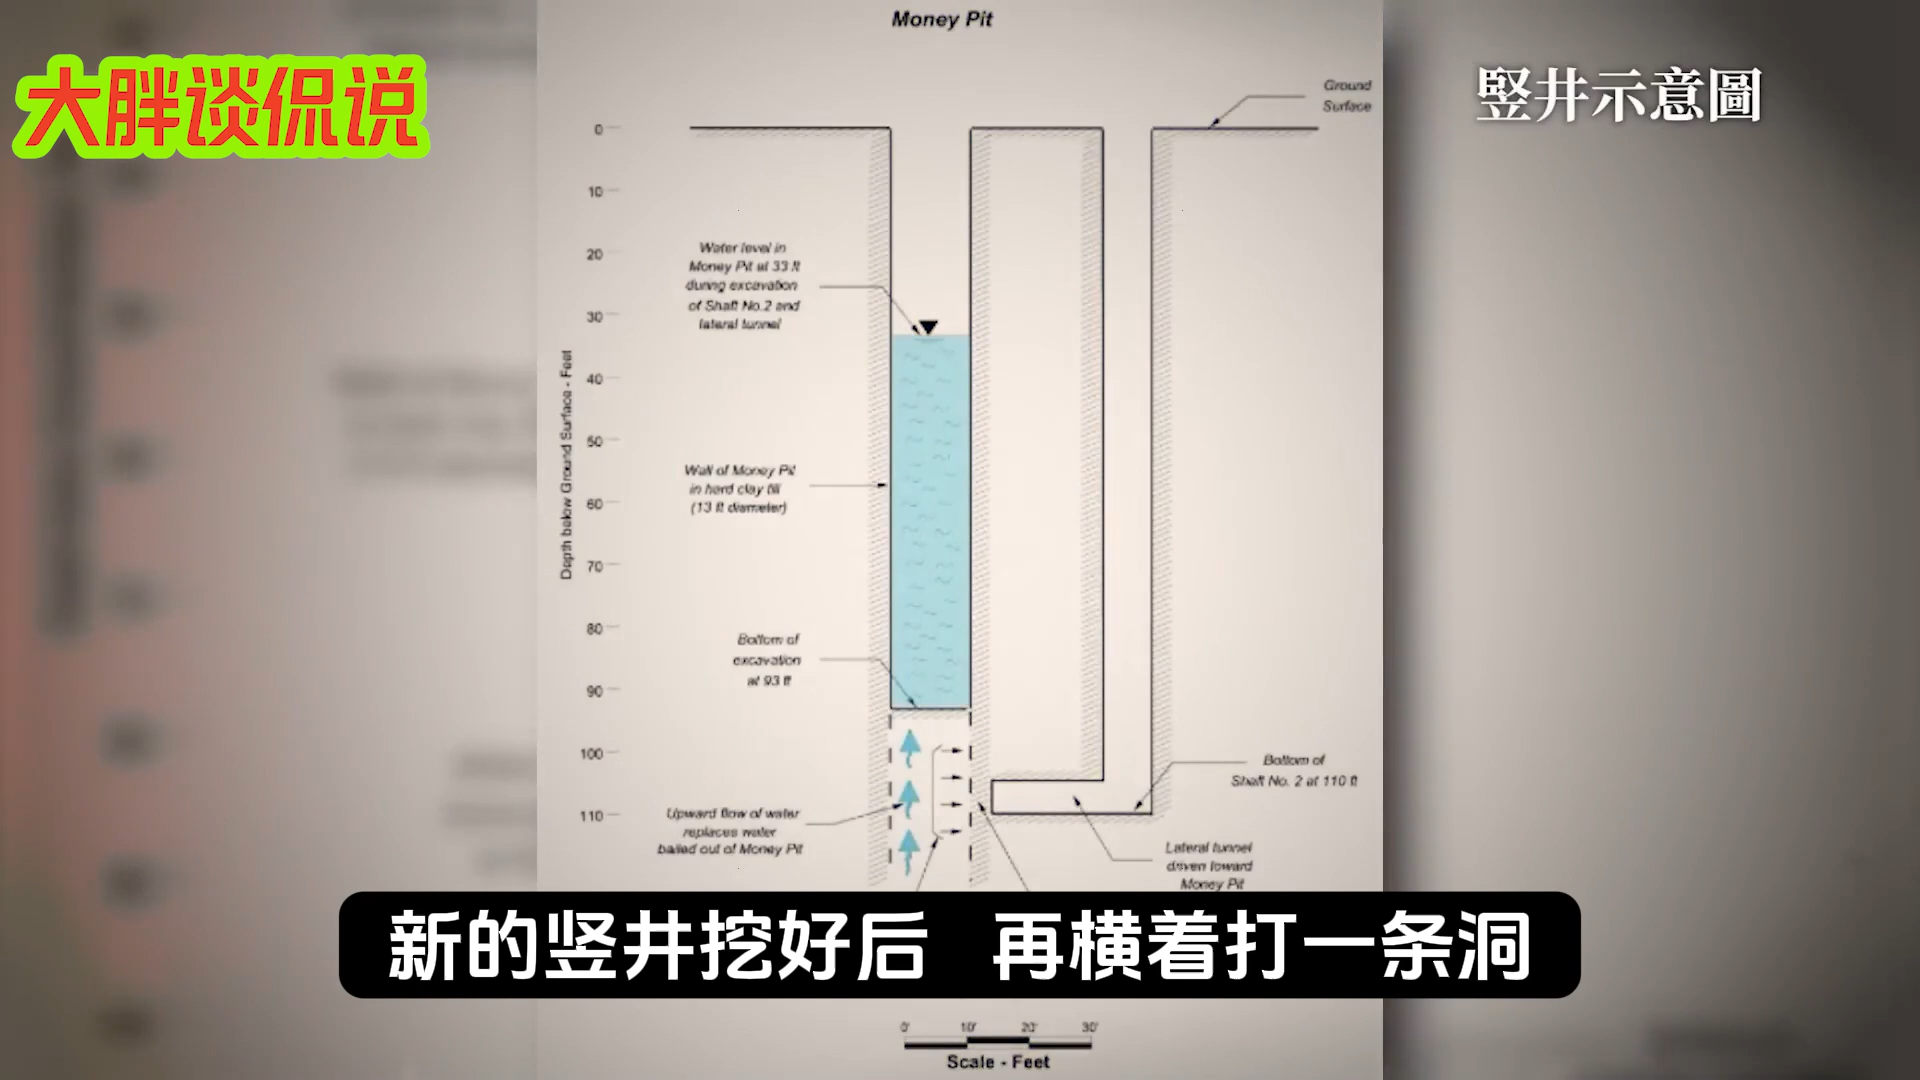 Money Pit
大胖谈侃说
竖井示意圖
Ground
Surface
0
10
20
30
40
50
60
70
80
90
100
110
Depth below Ground Surface - Feet
Water level in
Money Pit at 33 ft
during excavation
of Shaft No.2 and
lateral tunnel
Wall of Money Pit
in hard clay till
(13 ft diameter)
Bottom of
excavation
at 93 ft
Upward flow of water
replaces water
bailed out of Money Pit
Bottom of
Shaft No. 2 at 110 ft
Lateral tunnel
driven toward
Money Pit
新的竖井挖好后 再横着打一条洞
0' 10' 20' 30'
Scale - Feet